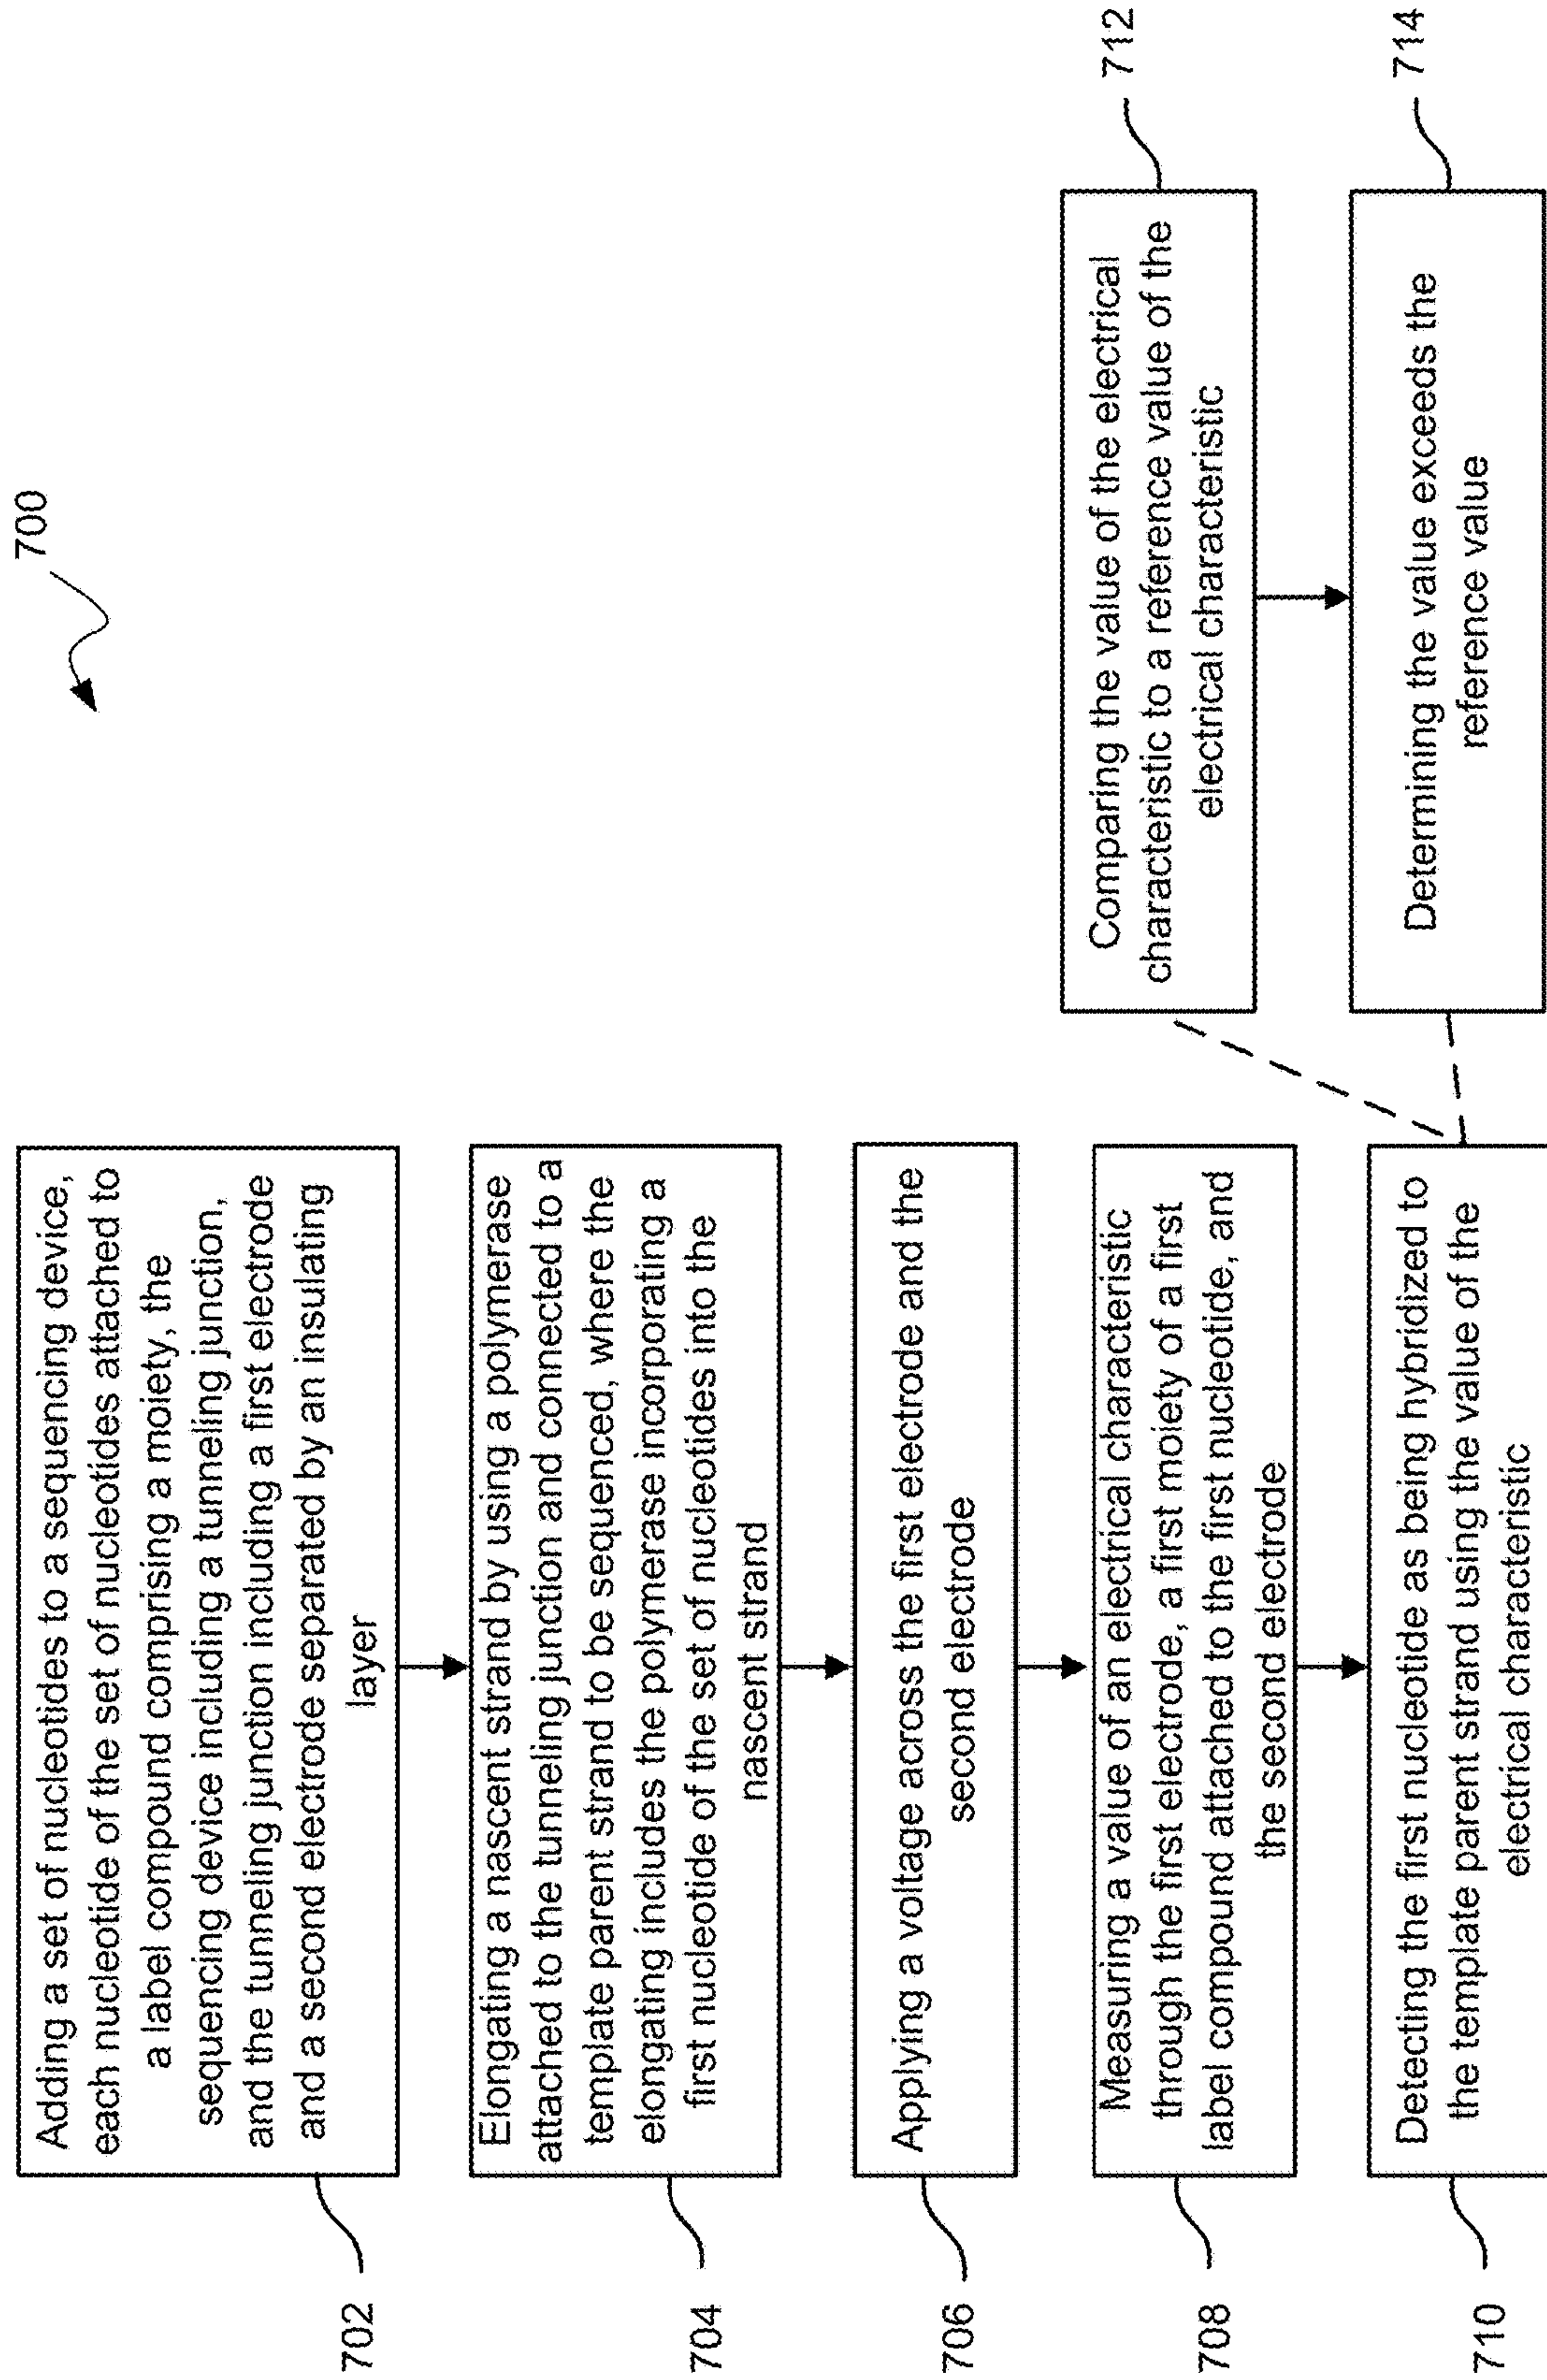 700
Adding a set of nucleotides to a sequencing device,
each nucleotide of the set of nucleotides attached to
a label compound comprising a moiety, the
sequencing device including a tunneling junction,
and the tunneling junction including a first electrode
and a second electrode separated by an insulating
layer
702
Elongating a nascent strand by using a polymerase
attached to the tunneling junction and connected to a
template parent strand to be sequenced, where the
elongating includes the polymerase incorporating a
first nucleotide of the set of nucleotides into the
nascent strand
704
Applying a voltage across the first electrode and the
second electrode
706
Measuring a value of an electrical characteristic
through the first electrode, a first moiety of a first
label compound attached to the first nucleotide, and
the second electrode
708
Detecting the first nucleotide as being hybridized to
the template parent strand using the value of the
electrical characteristic
710
Comparing the value of the electrical
characteristic to a reference value of the
electrical characteristic
712
Determining the value exceeds the
reference value
714